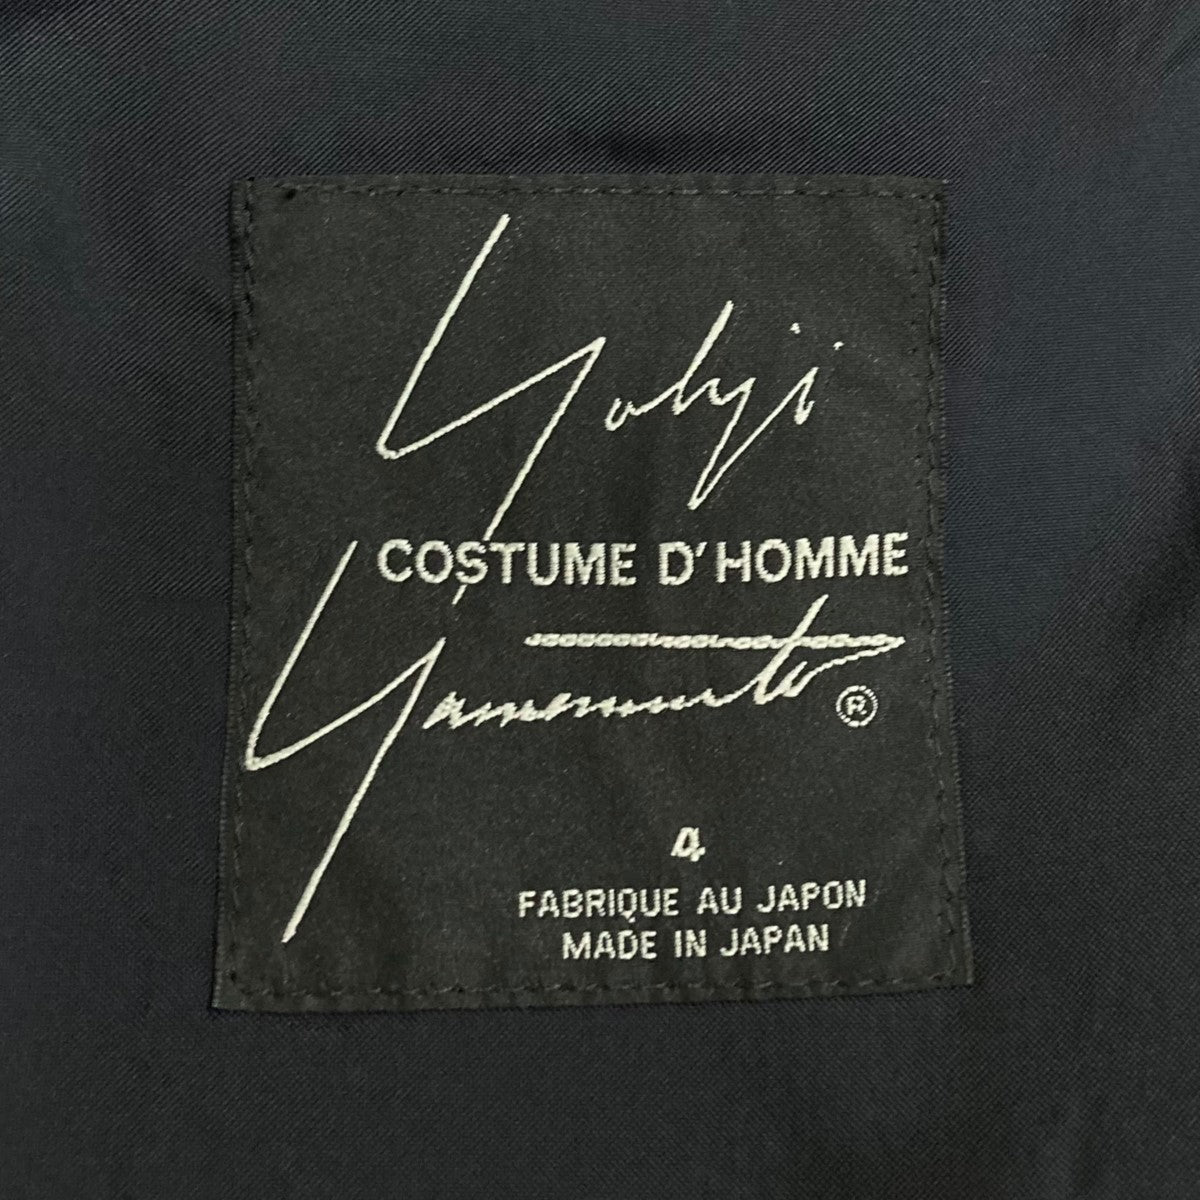 Yohji
COSTUME D'HOMME
Yamamoto ®
4
FABRIQUE AU JAPON
MADE IN JAPAN